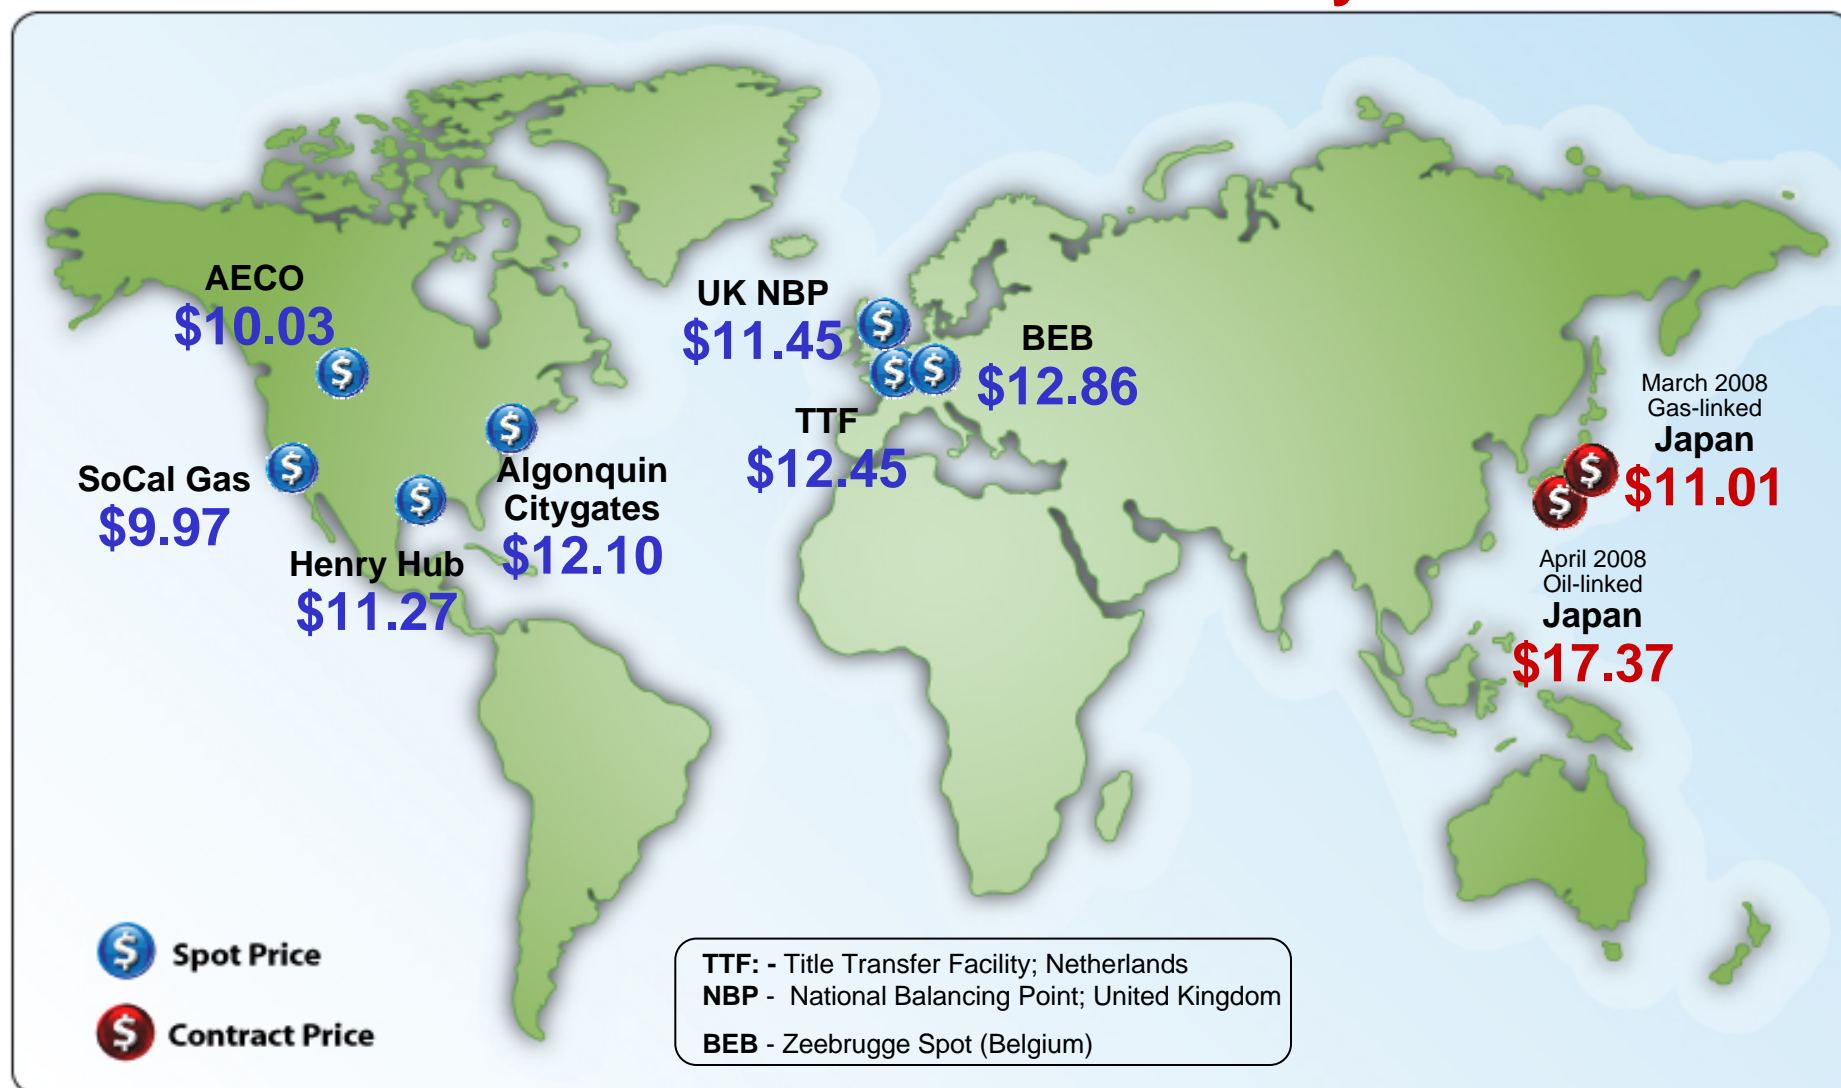 AECO
$10.03
SoCal Gas
$9.97
Henry Hub
$11.27
Algonquin
Citygates
$12.10
UK NBP
$11.45
BEB
$12.86
TTF
$12.45
March 2008
Gas-linked
Japan
$11.01
April 2008
Oil-linked
Japan
$17.37
Spot Price
Contract Price
TTF: - Title Transfer Facility; Netherlands
NBP - National Balancing Point; United Kingdom
BEB - Zeebrugge Spot (Belgium)